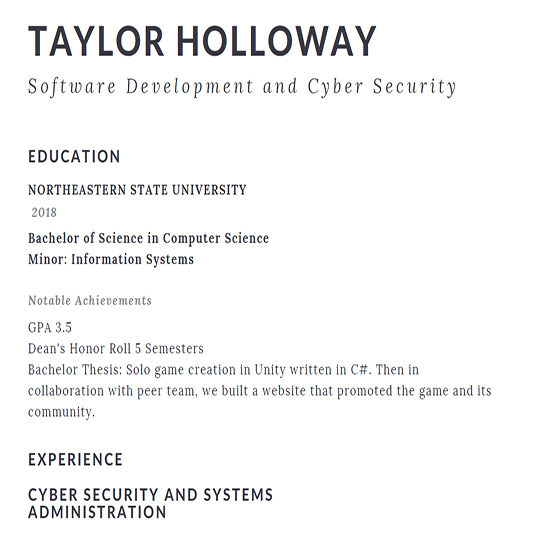 TAYLOR HOLLOWAY
Software Development and Cyber Security
EDUCATION
NORTHEASTERN STATE UNIVERSITY
2018
Bachelor of Science in Computer Science
Minor: Information Systems
Notable Achievements
GPA 3.5
Dean's Honor Roll 5 Semesters
Bachelor Thesis: Solo game creation in Unity written in C#. Then in
collaboration with peer team, we built a website that promoted the game and its
community.
EXPERIENCE
CYBER SECURITY AND SYSTEMS
ADMINISTRATION